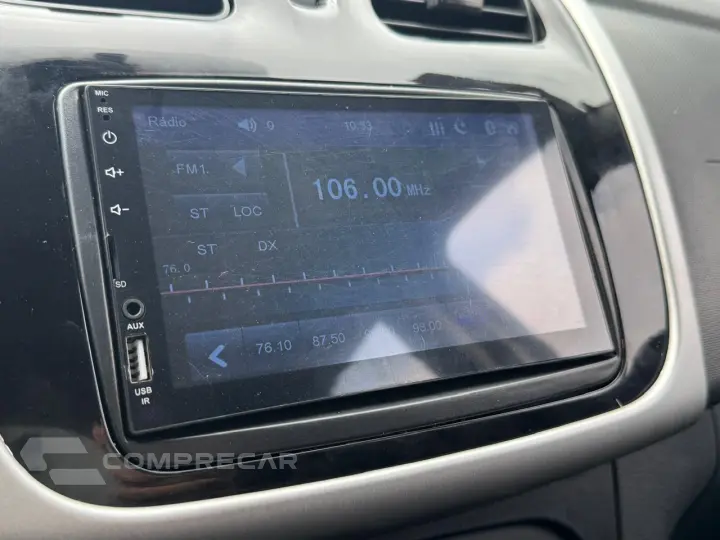 MIC
RES
Rádio 9 19:33
FM1.
106.00 MHz
ST LOC
ST DX
76.0
SD
AUX
76.10 87.50 98.00
USB
IR
COMPRECAR